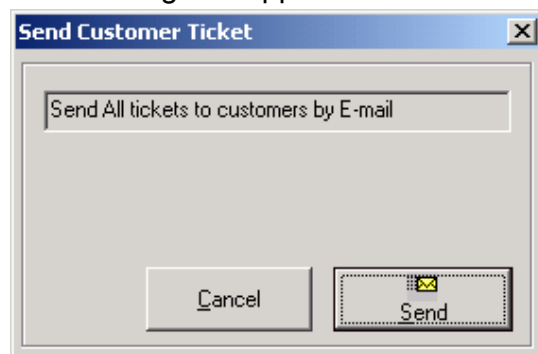 Send Customer Ticket
Send All tickets to customers by E-mail
Cancel
Send